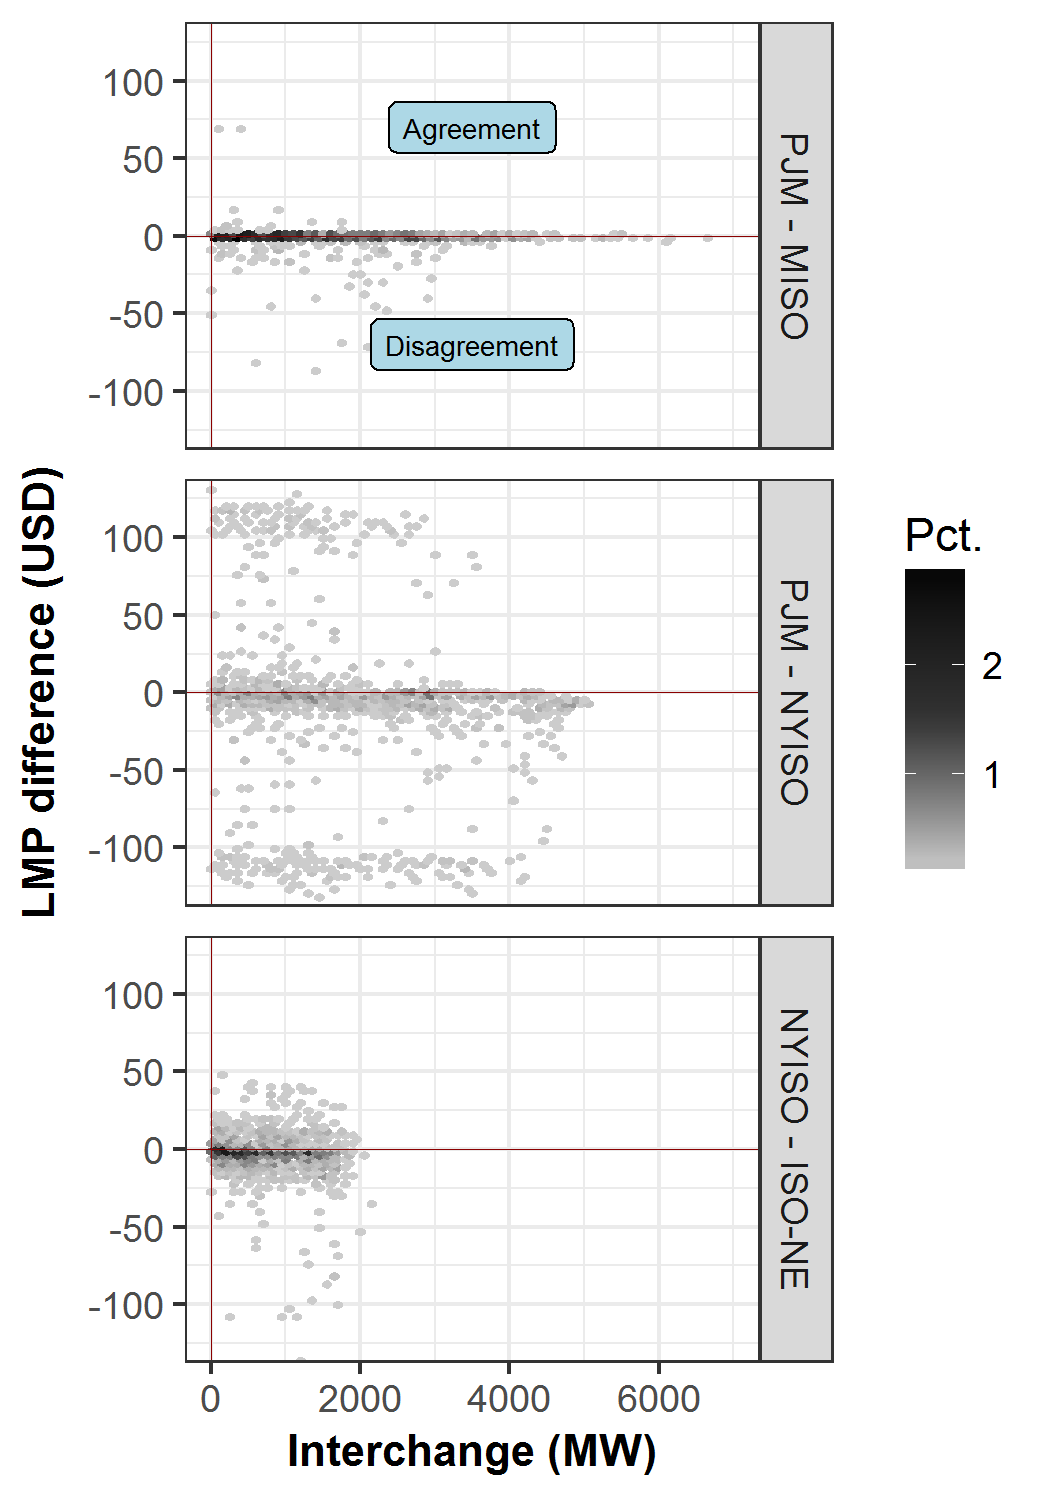 100
50
0
-50
-100
Agreement
Disagreement
PJM - MISO
100
50
0
-50
-100
PJM - NYISO
100
50
0
-50
-100
NYISO - ISO-NE
0 2000 4000 6000
Interchange (MW)
LMP difference (USD)
Pct.
2
1